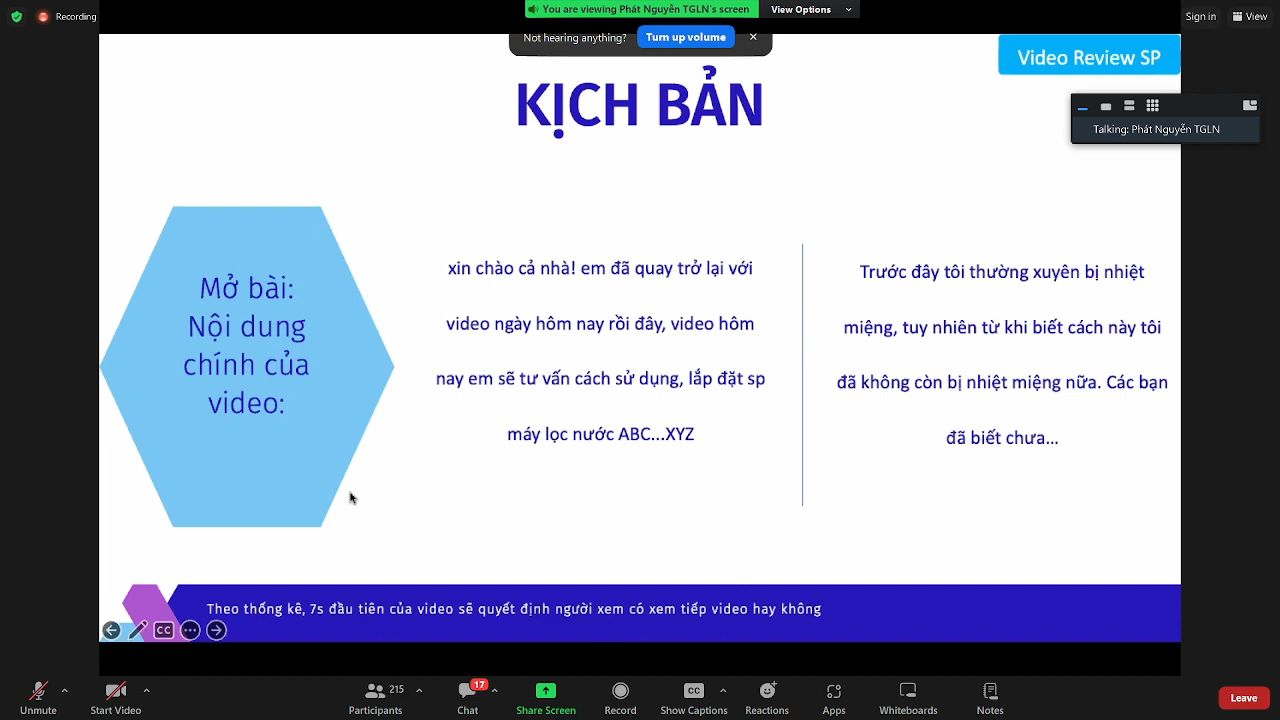 You are viewing Phát Nguyễn TGLN's screen
View Options
Recording
Sign in
View
Not hearing anything?
Turn up volume
Video Review SP
KỊCH BẢN
Talking: Phát Nguyễn TGLN
Mở bài:
Nội dung
chính của
video:
xin chào cả nhà! em đã quay trở lại với
video ngày hôm nay rồi đây, video hôm
nay em sẽ tư vấn cách sử dụng, lắp đặt sp
máy lọc nước ABC...XYZ
Trước đây tôi thường xuyên bị nhiệt
miệng, tuy nhiên từ khi biết cách này tôi
đã không còn bị nhiệt miệng nữa. Các bạn
đã biết chưa...
Theo thống kê, 7s đầu tiên của video sẽ quyết định người xem có xem tiếp video hay không
CC
215
17
CC
Unmute
Start Video
Participants
Chat
Share Screen
Record
Show Captions
Reactions
Apps
Whiteboards
Notes
Leave